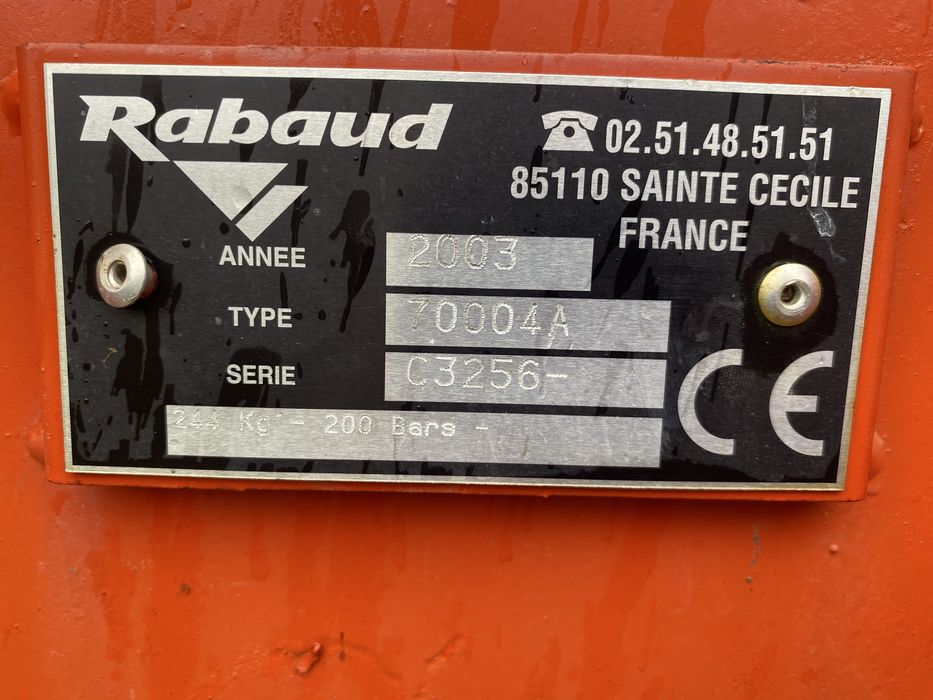 Rabaud
02.51.48.51.51
85110 SAINTE CECILE
FRANCE
ANNEE 2003
TYPE 70004A
SERIE C3256-
244 Kg - 200 Bars -
CE